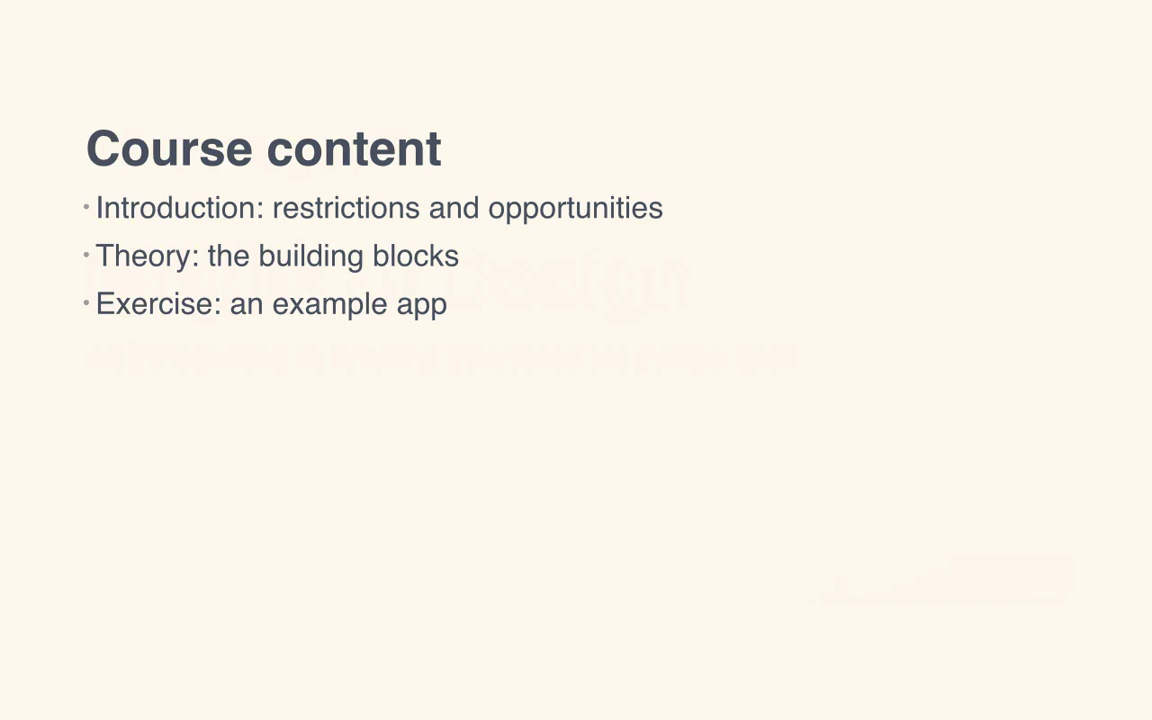 Course content
· Introduction: restrictions and opportunities
· Theory: the building blocks
· Exercise: an example app